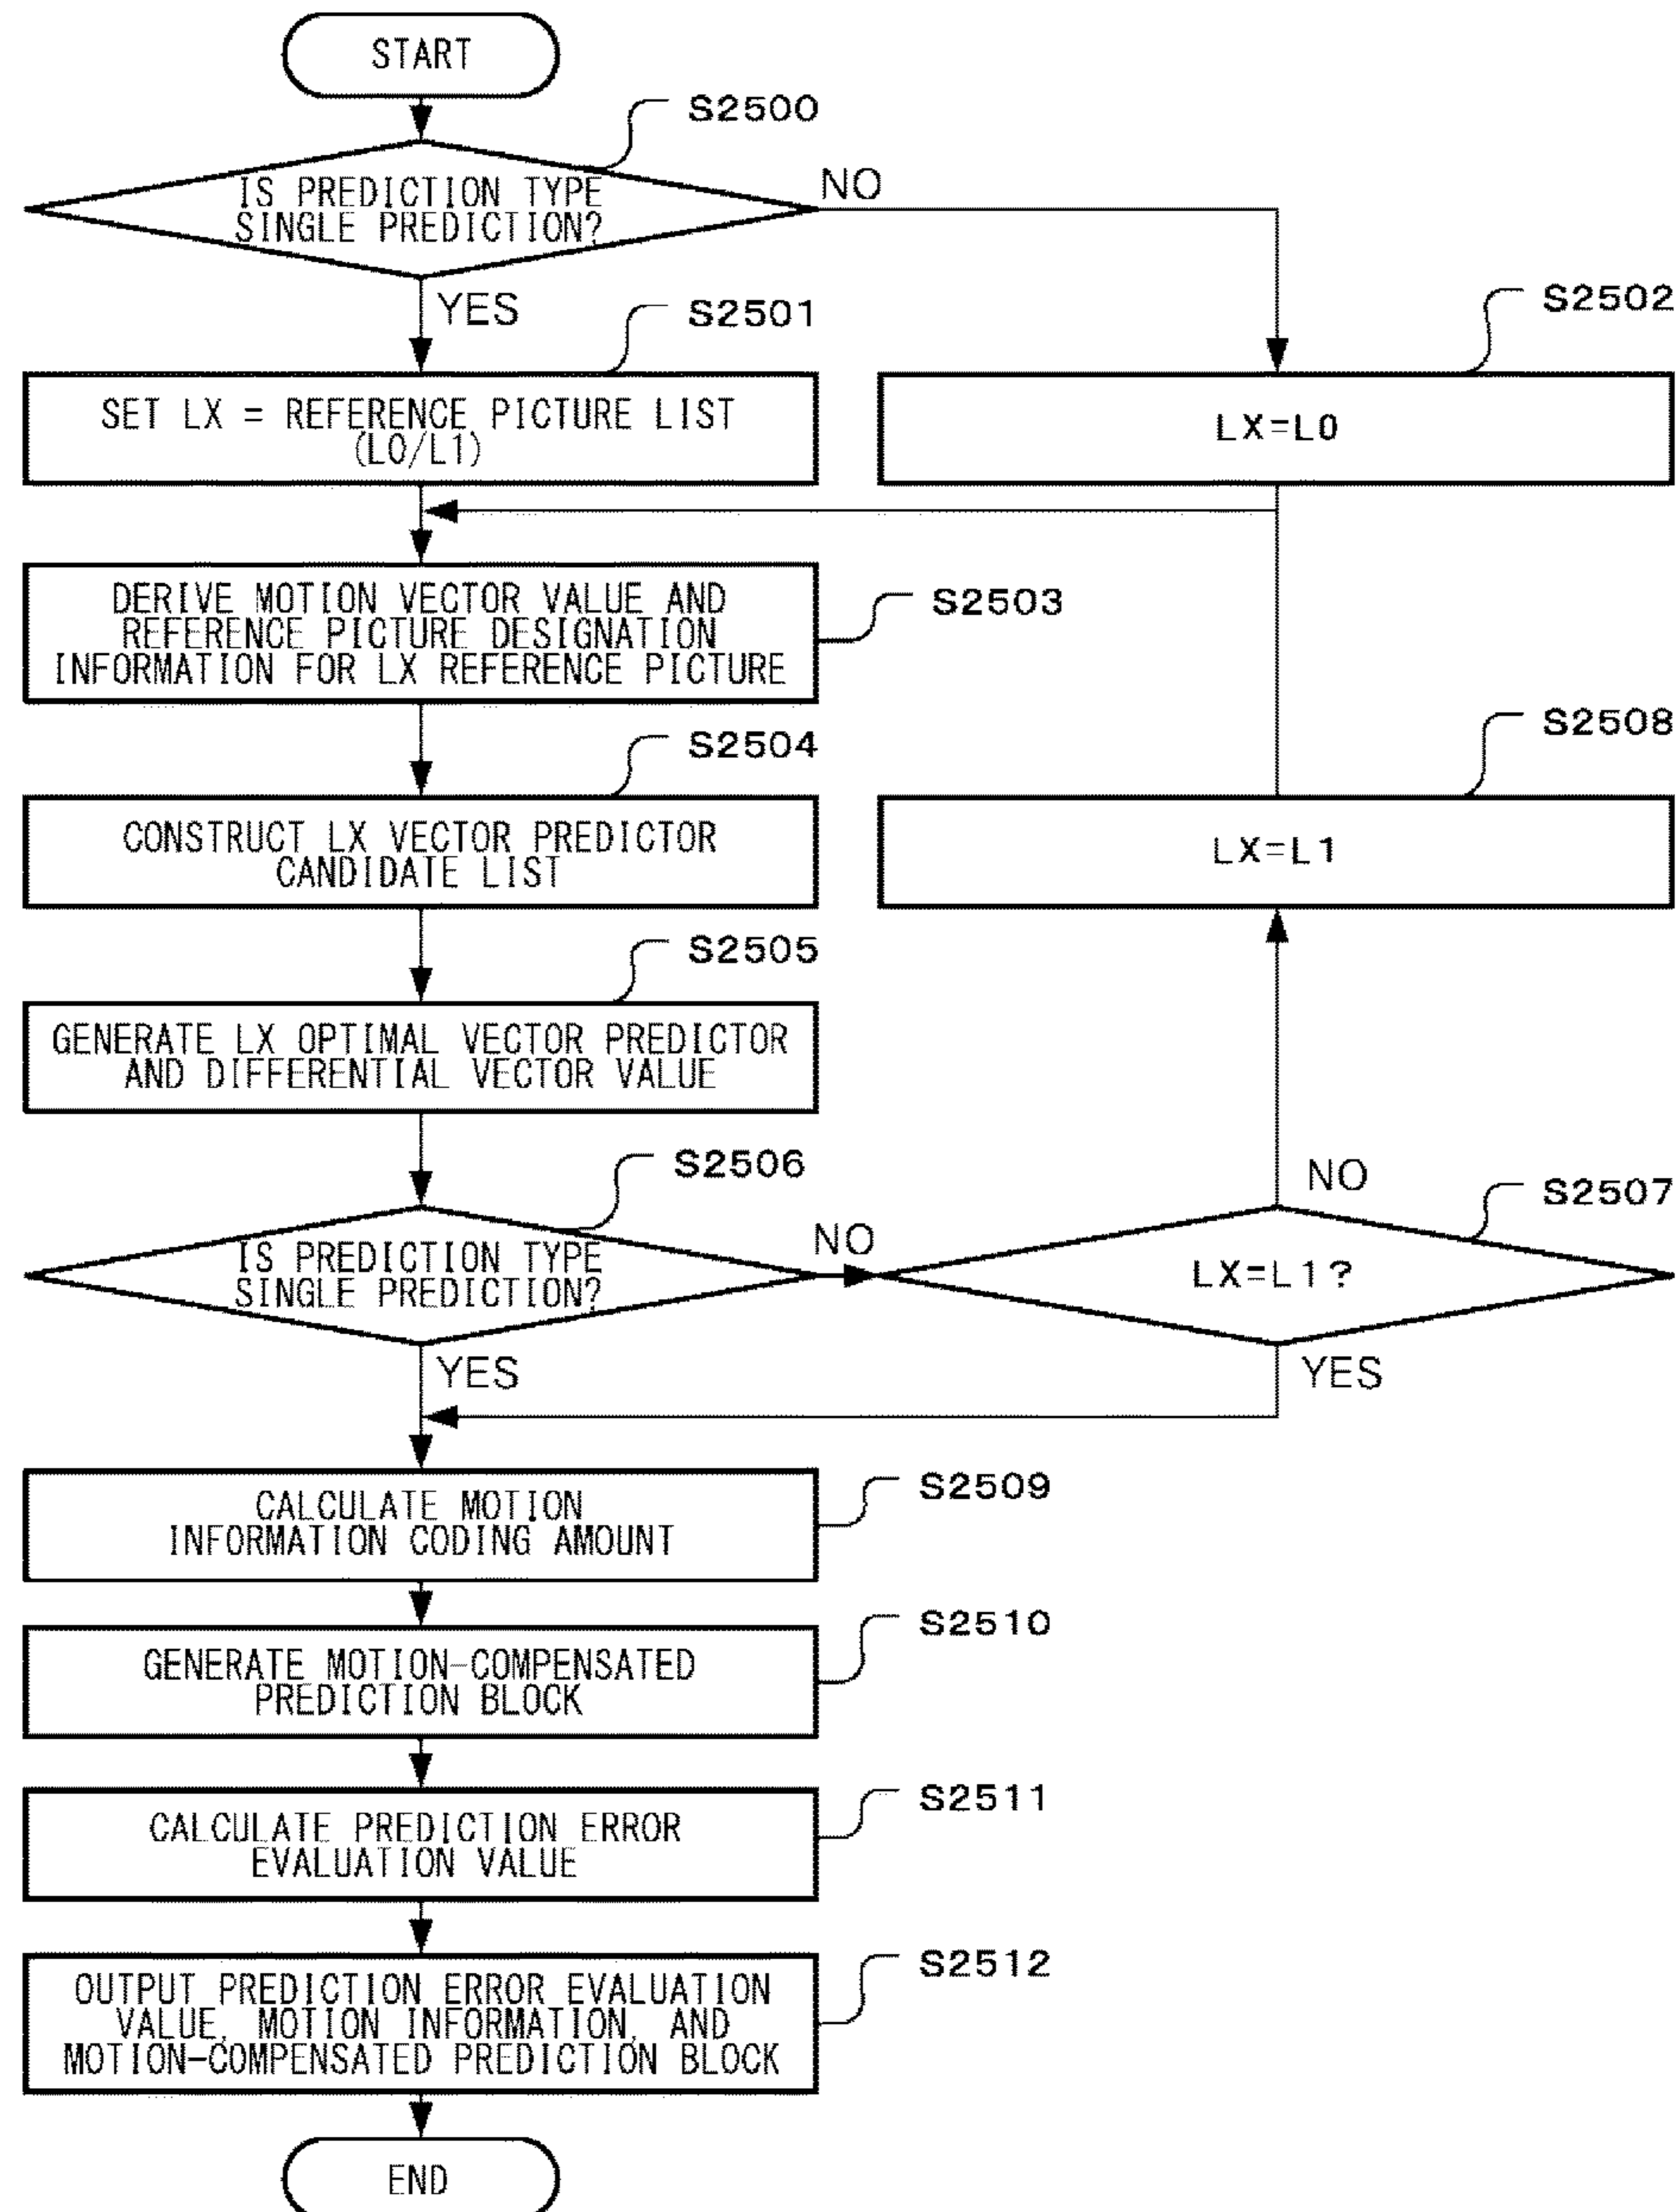 START
S2500
IS PREDICTION TYPE
SINGLE PREDICTION?
NO
YES
S2501
S2502
SET LX = REFERENCE PICTURE LIST
(L0/L1)
LX=L0
DERIVE MOTION VECTOR VALUE AND
REFERENCE PICTURE DESIGNATION
INFORMATION FOR LX REFERENCE PICTURE
S2503
S2504
S2508
CONSTRUCT LX VECTOR PREDICTOR
CANDIDATE LIST
LX=L1
S2505
GENERATE LX OPTIMAL VECTOR PREDICTOR
AND DIFFERENTIAL VECTOR VALUE
S2506
IS PREDICTION TYPE
SINGLE PREDICTION?
NO
YES
NO
S2507
LX=L1?
YES
CALCULATE MOTION
INFORMATION CODING AMOUNT
S2509
GENERATE MOTION-COMPENSATED
PREDICTION BLOCK
S2510
CALCULATE PREDICTION ERROR
EVALUATION VALUE
S2511
OUTPUT PREDICTION ERROR EVALUATION
VALUE, MOTION INFORMATION, AND
MOTION-COMPENSATED PREDICTION BLOCK
S2512
END